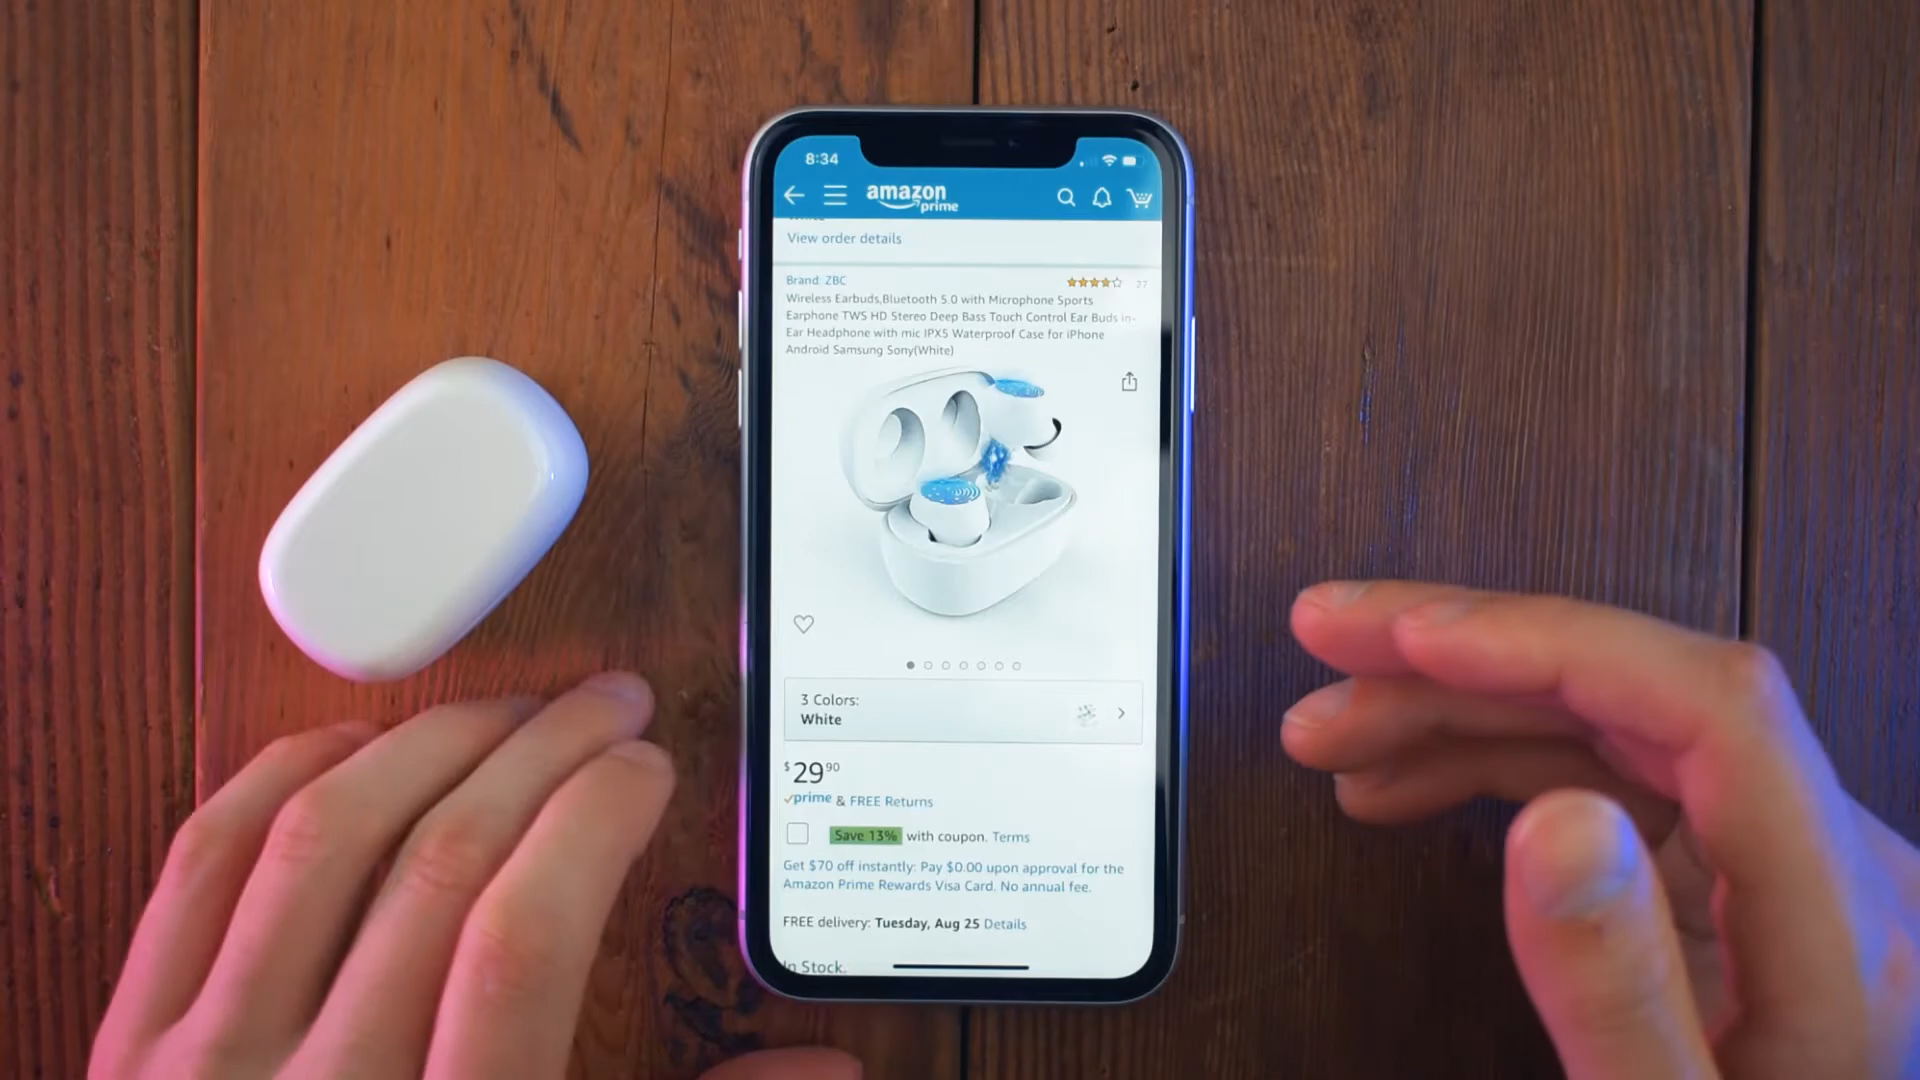 8:34
amazon
prime
View order details
Brand: ZBC
27
Wireless Earbuds,Bluetooth 5.0 with Microphone Sports
Earphone TWS HD Stereo Deep Bass Touch Control Ear Buds in-
Ear Headphone with mic IPX5 Waterproof Case for iPhone
Android Samsung Sony(White)
3 Colors:
White
$29.90
prime & FREE Returns
Save 13% with coupon. Terms
Get $70 off instantly: Pay $0.00 upon approval for the
Amazon Prime Rewards Visa Card. No annual fee.
FREE delivery: Tuesday, Aug 25 Details
In Stock.